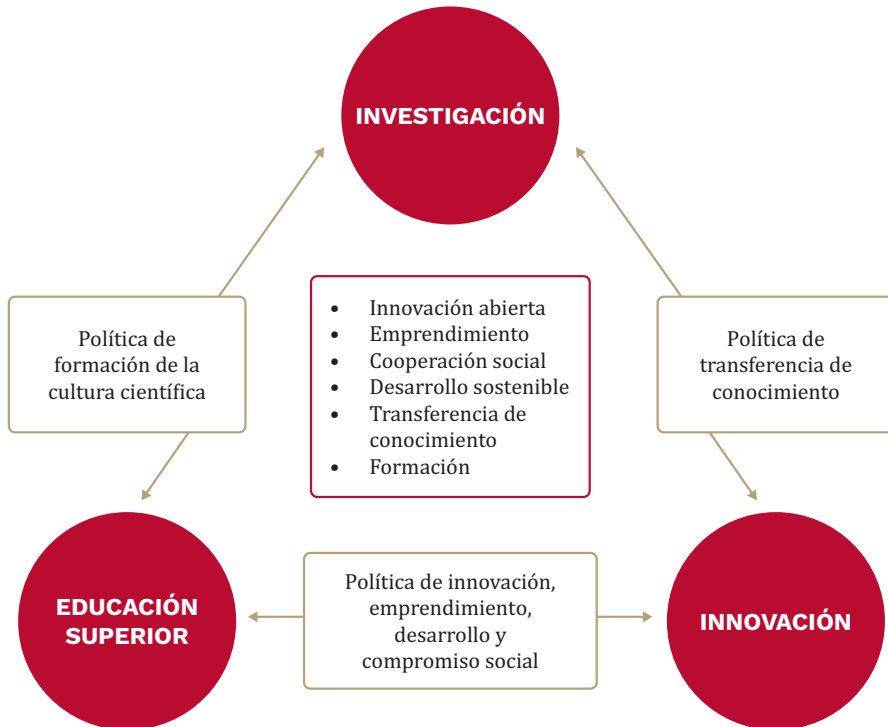 INVESTIGACIÓN
Política de
formación de la
cultura científica
• Innovación abierta
• Emprendimiento
• Cooperación social
• Desarrollo sostenible
• Transferencia de
conocimiento
• Formación
Política de
transferencia de
conocimiento
EDUCACIÓN
SUPERIOR
Política de innovación,
emprendimiento,
desarrollo y
compromiso social
INNOVACIÓN